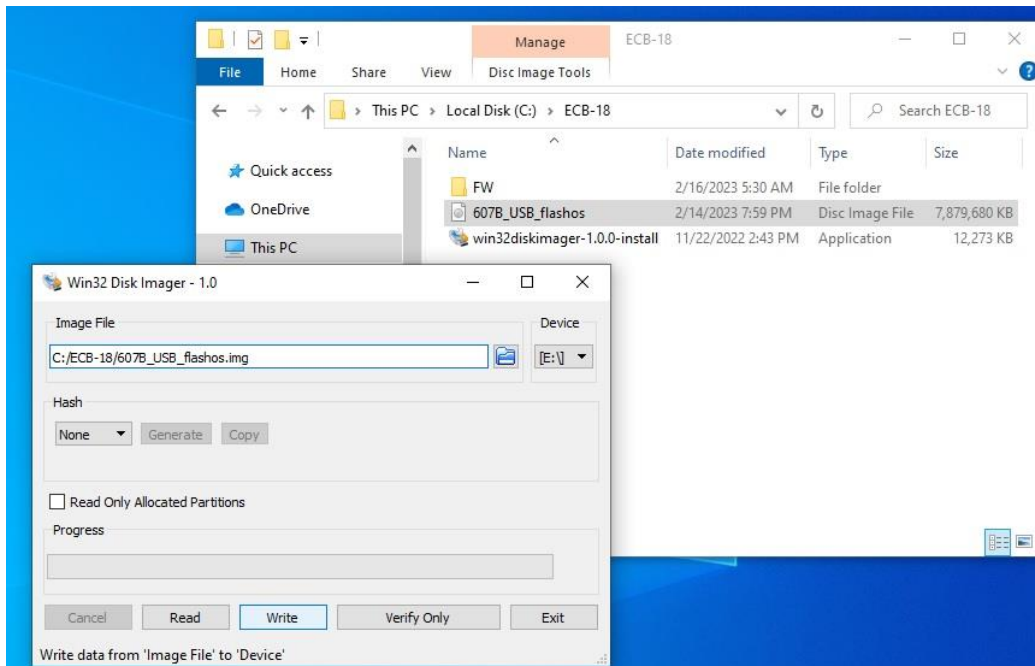 Manage
ECB-18
File Home Share View Disc Image Tools
This PC Local Disk (C:) ECB-18
Search ECB-18
Name Date modified Type Size
Quick access
OneDrive
This PC
FW 2/16/2023 5:30 AM File folder
607B_USB_flashos 2/14/2023 7:59 PM Disc Image File 7,879,680 KB
win32diskimager-1.0.0-install 11/22/2022 2:43 PM Application 12,273 KB
Win32 Disk Imager - 1.0
Image File Device
C:/ECB-18/607B_USB_flashos.img [E:\]
Hash
None Generate Copy
Read Only Allocated Partitions
Progress
Cancel Read Write Verify Only Exit
Write data from 'Image File' to 'Device'